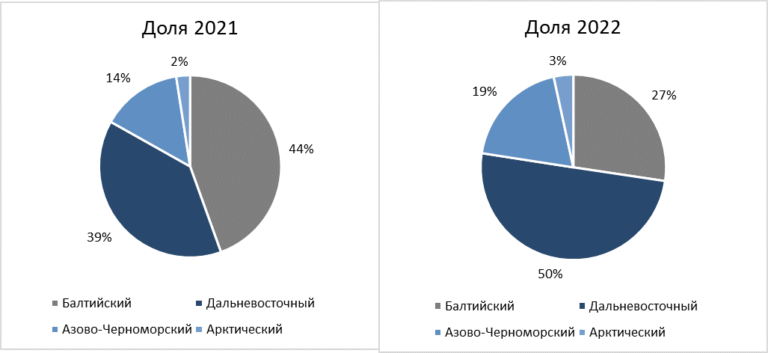 Доля 2021
2%
14%
44%
39%
Балтийский
Дальневосточный
Азово-Черноморский
Арктический
Доля 2022
3%
19%
27%
50%
Балтийский
Дальневосточный
Азово-Черноморский
Арктический